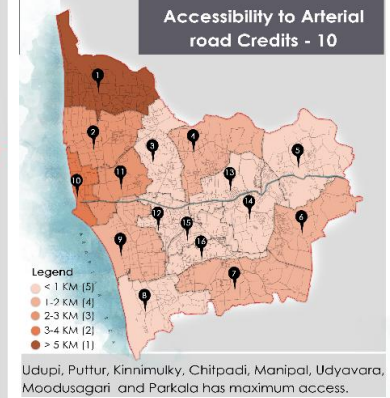 Accessibility to Arterial
road Credits - 10
1
2
3
4
5
13
11
10
14
12
6
15
9
16
7
8
Legend
< 1 KM (5)
1-2 KM (4)
2-3 KM (3)
3-4 KM (2)
> 5 KM (1)
Udupi, Puttur, Kinnimulky, Chitpadi, Manipal, Udyavara,
Moodusagari and Parkala has maximum access.